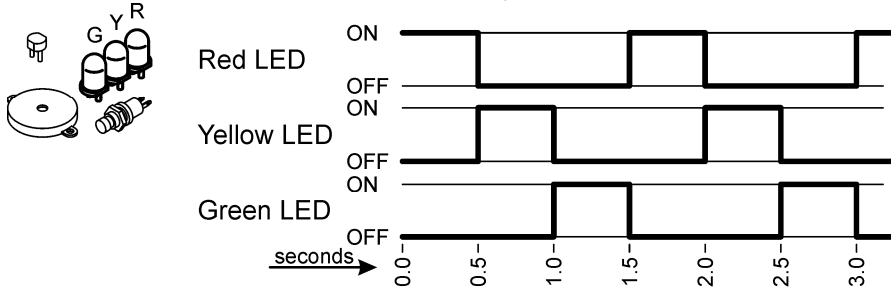 G Y R
Red LED
ON
OFF
Yellow LED
ON
OFF
Green LED
ON
OFF
seconds
0.0 0.5 1.0 1.5 2.0 2.5 3.0